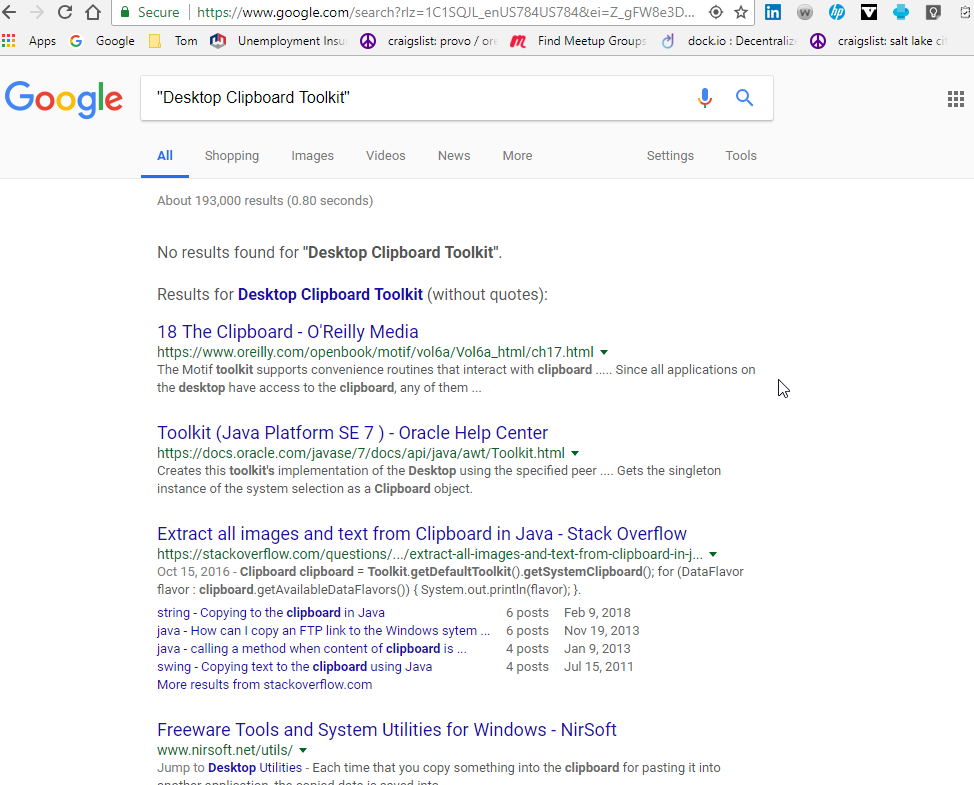 Secure https://www.google.com/search?rlz=1C1SQJL_enUS784US784&ei=Z_gFW8e3D...
Apps Google Tom Unemployment Insu craigslist: provo / ore Find Meetup Groups dock.io : Decentraliz craigslist: salt lake cit
Google "Desktop Clipboard Toolkit"
All Shopping Images Videos News More Settings Tools
About 193,000 results (0.80 seconds)
No results found for "Desktop Clipboard Toolkit".
Results for Desktop Clipboard Toolkit (without quotes):
18 The Clipboard - O'Reilly Media
https://www.oreilly.com/openbook/motif/vol6a/Vol6a_html/ch17.html
The Motif toolkit supports convenience routines that interact with clipboard ..... Since all applications on
the desktop have access to the clipboard, any of them ...
Toolkit (Java Platform SE 7 ) - Oracle Help Center
https://docs.oracle.com/javase/7/docs/api/java/awt/Toolkit.html
Creates this toolkit's implementation of the Desktop using the specified peer .... Gets the singleton
instance of the system selection as a Clipboard object.
Extract all images and text from Clipboard in Java - Stack Overflow
https://stackoverflow.com/questions/.../extract-all-images-and-text-from-clipboard-in-j...
Oct 15, 2016 - Clipboard clipboard = Toolkit.getDefaultToolkit().getSystemClipboard(); for (DataFlavor
flavor : clipboard.getAvailableDataFlavors()) { System.out.println(flavor); }.
string - Copying to the clipboard in Java 6 posts Feb 9, 2018
java - How can I copy an FTP link to the Windows sytem ... 6 posts Nov 19, 2013
java - calling a method when content of clipboard is ... 4 posts Jan 9, 2013
swing - Copying text to the clipboard using Java 4 posts Jul 15, 2011
More results from stackoverflow.com
Freeware Tools and System Utilities for Windows - NirSoft
www.nirsoft.net/utils/
Jump to Desktop Utilities - Each time that you copy something into the clipboard for pasting it into
another application, the copied data is saved into